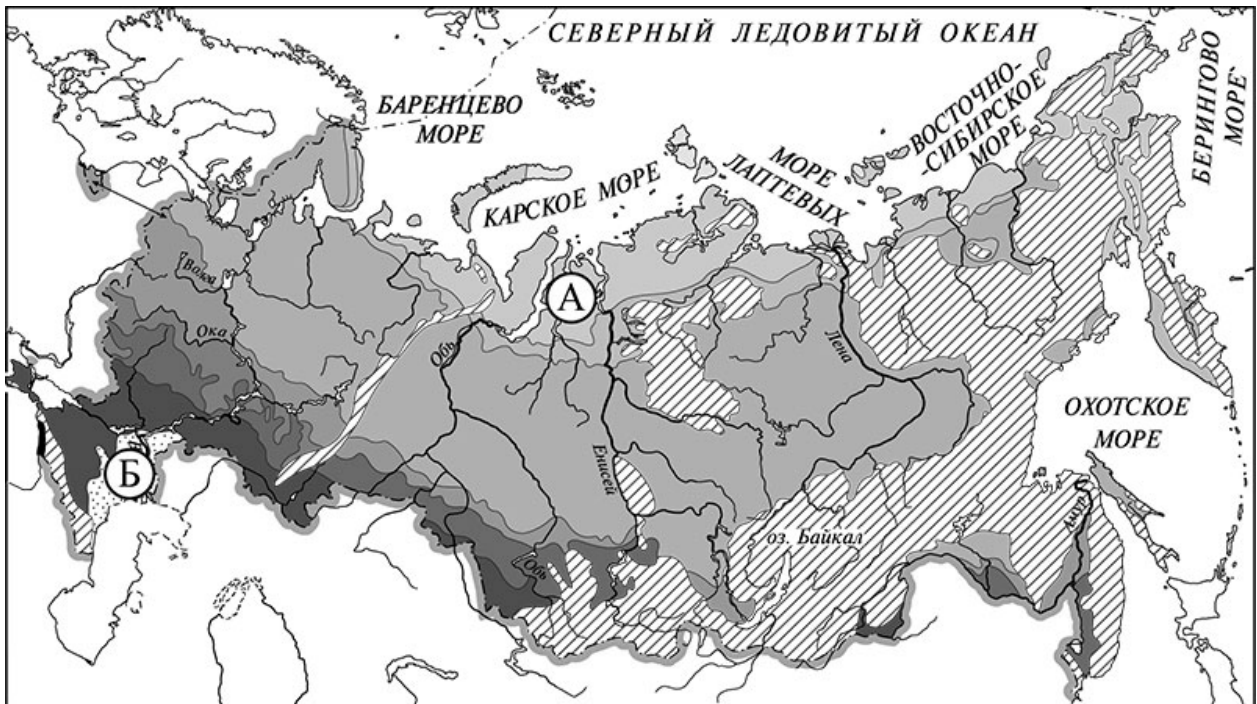 СЕВЕРНЫЙ ЛЕДОВИТЫЙ ОКЕАН
БАРЕНЦЕВО
МОРЕ
КАРСКОЕ МОРЕ
МОРЕ
ЛАПТЕВЫХ
ВОСТОЧНО-
-СИБИРСКОЕ
МОРЕ
БЕРИНГОВО
МОРЕ
А
Волга
Ока
Обь
Лена
Енисей
ОХОТСКОЕ
МОРЕ
Б
Амур
оз. Байкал
Обь